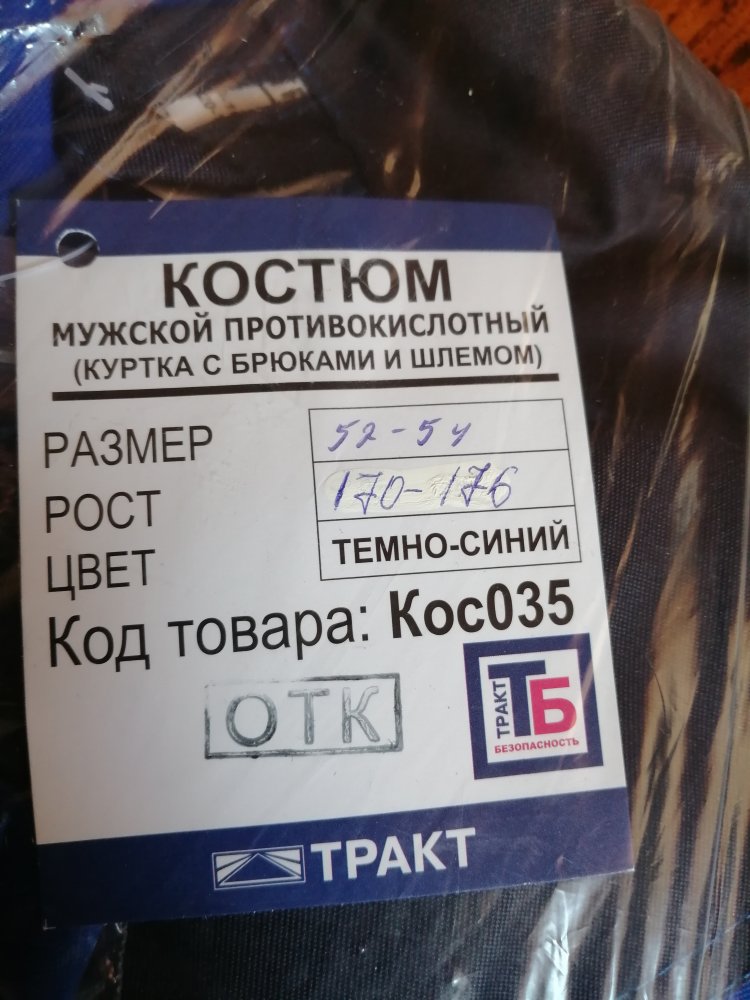 КОСТЮМ
МУЖСКОЙ ПРОТИВОКИСЛОТНЫЙ
(КУРТКА С БРЮКАМИ И ШЛЕМОМ)
РАЗМЕР 52-54
РОСТ 170-176
ЦВЕТ ТЕМНО-СИНИЙ
Код товара: Кос035
ОТК
ТРАКТ
ТБ
БЕЗОПАСНОСТЬ
ТРАКТ